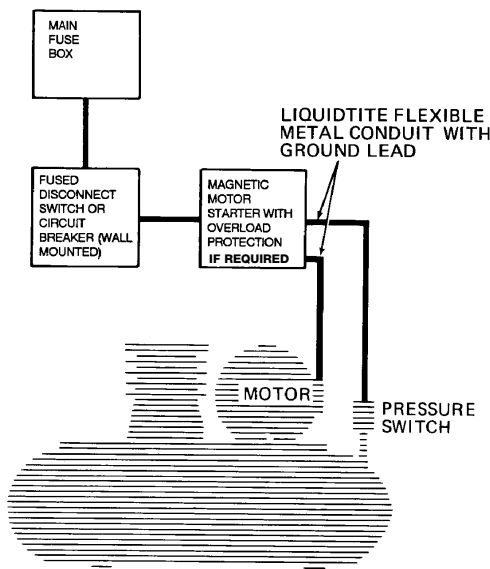 MAIN
FUSE
BOX
LIQUIDTITE FLEXIBLE
METAL CONDUIT WITH
GROUND LEAD
FUSED
DISCONNECT
SWITCH OR
CIRCUIT
BREAKER (WALL
MOUNTED)
MAGNETIC
MOTOR
STARTER WITH
OVERLOAD
PROTECTION
IF REQUIRED
MOTOR
PRESSURE
SWITCH